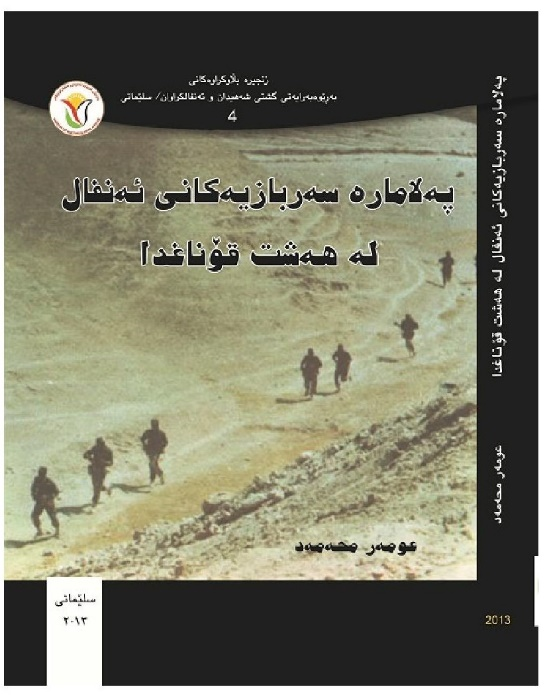 زنجیرە بڵاوکراوەکانی
بەڕێوەبەرایەتی گشتی شەهیدان و ئەنفالکراوان/ سلێمانی
4
پەلامارە سەربازیەکانی ئەنفال
لە هەشت قۆناغدا
عومەر محەمەد
سلێمانی
٢٠١٣
پەلامارە سەربازیەکانی ئەنفال لە هەشت قۆناغدا
عومەر محەمەد
2013